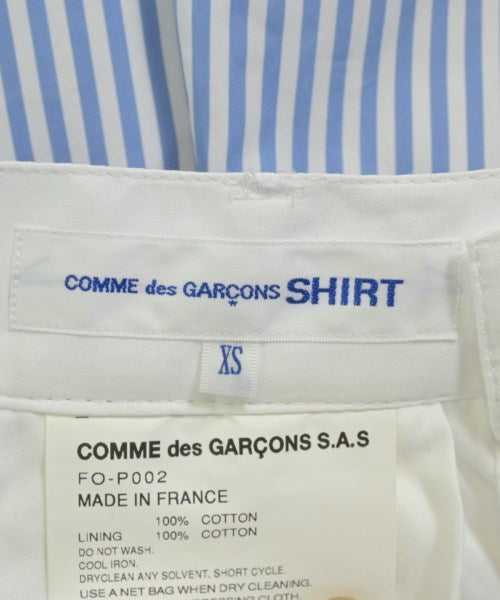 COMME des GARÇONS SHIRT
XS
COMME des GARÇONS S.A.S
FO-P002
MADE IN FRANCE
100% COTTON
LINING 100% COTTON
DO NOT WASH.
COOL IRON.
DRYCLEAN ANY SOLVENT, SHORT CYCLE.
USE A NET BAG WHEN DRY CLEANING.